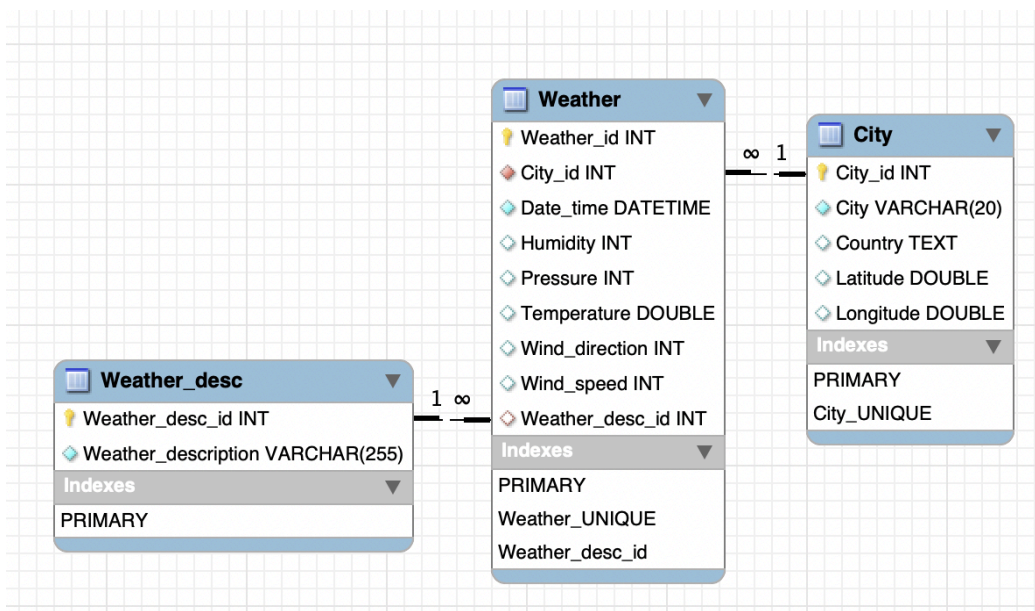 Weather
Weather_id INT
City_id INT
Date_time DATETIME
Humidity INT
Pressure INT
Temperature DOUBLE
Wind_direction INT
Wind_speed INT
Weather_desc_id INT
Indexes
PRIMARY
Weather_UNIQUE
Weather_desc_id
∞ 1
City
City_id INT
City VARCHAR(20)
Country TEXT
Latitude DOUBLE
Longitude DOUBLE
Indexes
PRIMARY
City_UNIQUE
Weather_desc
Weather_desc_id INT
Weather_description VARCHAR(255)
Indexes
PRIMARY
1 ∞